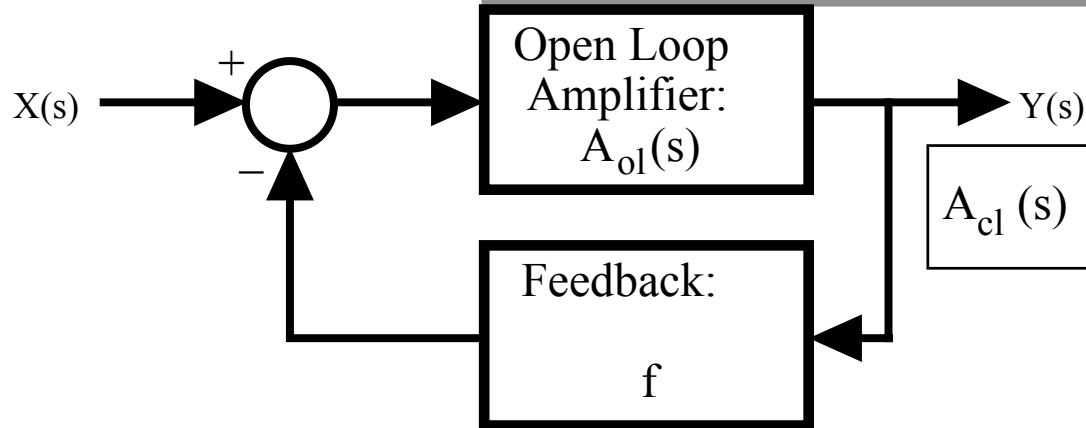 Open Loop
Amplifier:
A_ol(s)
+
X(s)
Y(s)
−
A_cl (s)
Feedback:
f